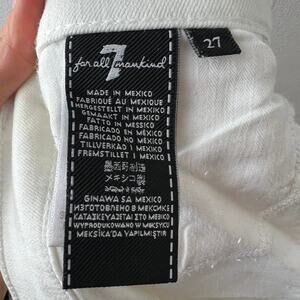 7
for all mankind
27
MADE IN MEXICO
FABRIQUÉ AU MEXIQUE
HERGESTELLT IN MEXIKO
GEMAAKT IN MEXICO
FATTO IN MESSICO
FABRICADO EN MÉXICO
FABRICADO NO MÉXICO
TILLVERKAD I MEXICO
FREMSTILLET I MEXICO
墨西哥制造
メキシコ製
GINAWA SA MEXICO
ИЗГОТОВЛЕНО В МЕКСИКЕ
ΚΑΤΑΣΚΕΥΑΖΕΤΑΙ ΣΤΟ ΜΕΞΙΚΟ
WYPRODUKOWANO W MEKSYKU
MEKSİKA'DA YAPILMIŞTIR